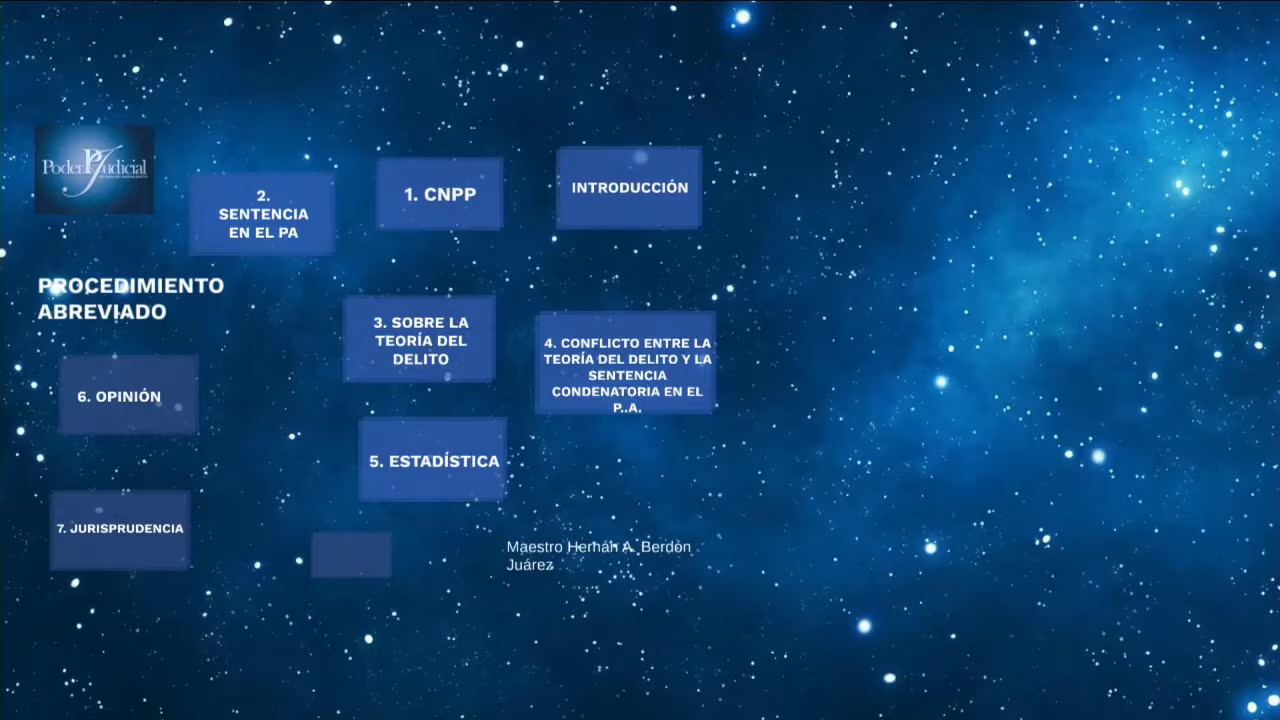 Poder Judicial
2.
SENTENCIA
EN EL PA
1. CNPP
INTRODUCCIÓN
PROCEDIMIENTO
ABREVIADO
3. SOBRE LA
TEORÍA DEL
DELITO
4. CONFLICTO ENTRE LA
TEORÍA DEL DELITO Y LA
SENTENCIA
CONDENATORIA EN EL
P..A.
6. OPINIÓN
5. ESTADÍSTICA
7. JURISPRUDENCIA
Maestro Hernán A. Berdón
Juárez